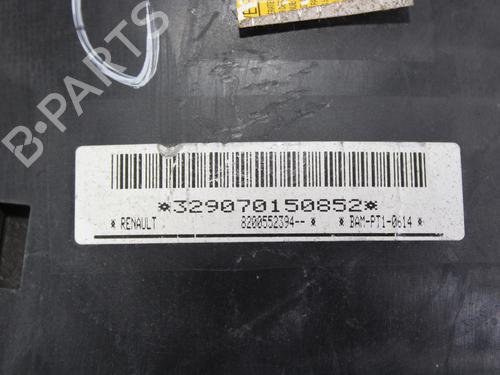 B-PARTS
*329070150852*
* RENAULT 8200552394-- * BAM-PT1-0614 *